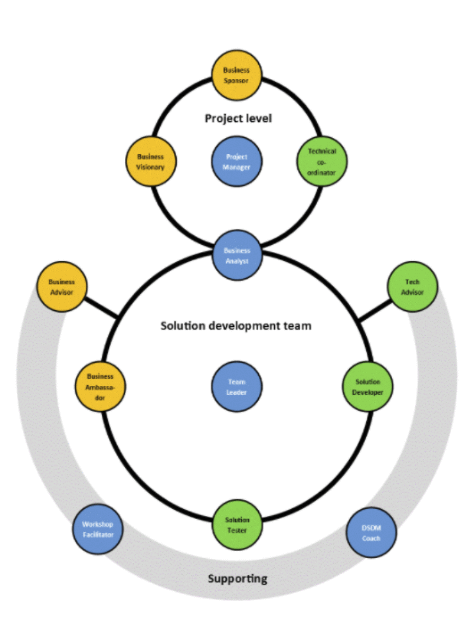 Business
Sponsor
Project level
Business
Visionary
Project
Manager
Technical
co-
ordinator
Business
Analyst
Business
Advisor
Tech
Advisor
Solution development team
Business
Ambassa-
dor
Team
Leader
Solution
Developer
Solution
Tester
Workshop
Facilitator
DSDM
Coach
Supporting